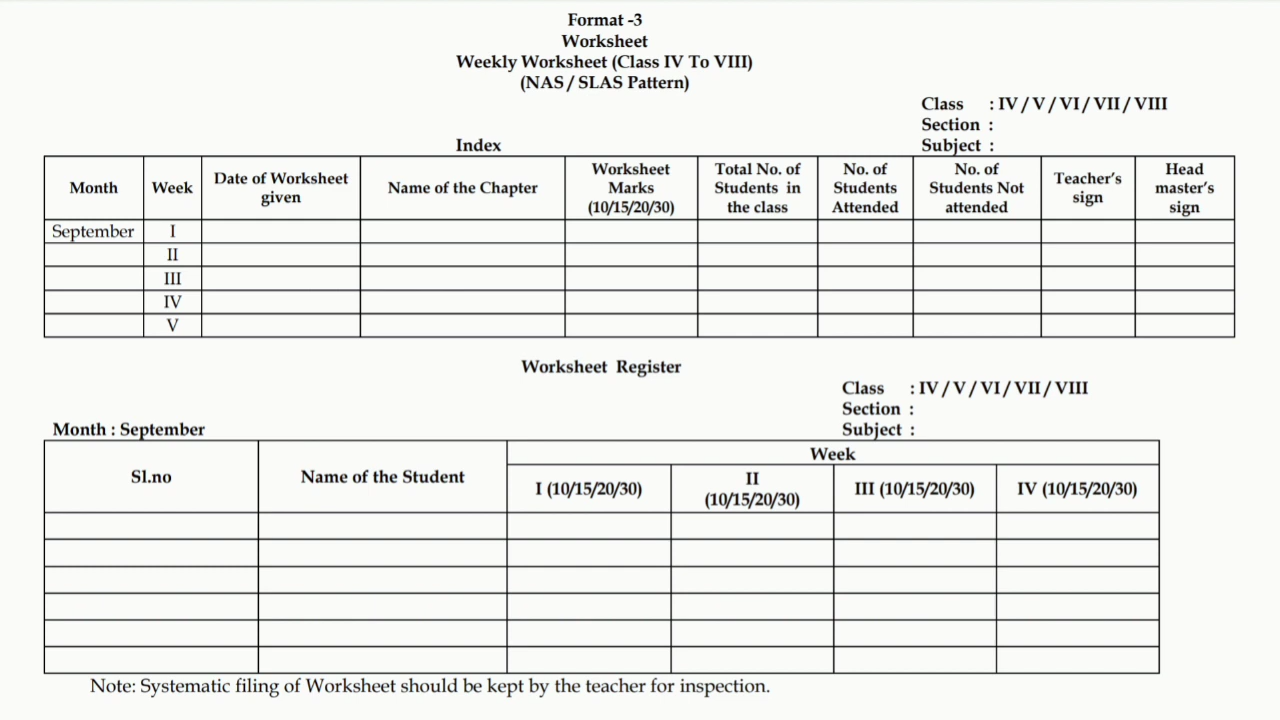 Format -3
Worksheet
Weekly Worksheet (Class IV To VIII)
(NAS / SLAS Pattern)
Class : IV / V / VI / VII / VIII
Section :
Subject :
Index
Month Week Date of Worksheet given Name of the Chapter Worksheet Marks (10/15/20/30) Total No. of Students in the class No. of Students Attended No. of Students Not attended Teacher's sign Head master's sign
September I
II
III
IV
V
Worksheet Register
Class : IV / V / VI / VII / VIII
Section :
Month : September Subject :
Sl.no Name of the Student Week
I (10/15/20/30) II (10/15/20/30) III (10/15/20/30) IV (10/15/20/30)
Note: Systematic filing of Worksheet should be kept by the teacher for inspection.